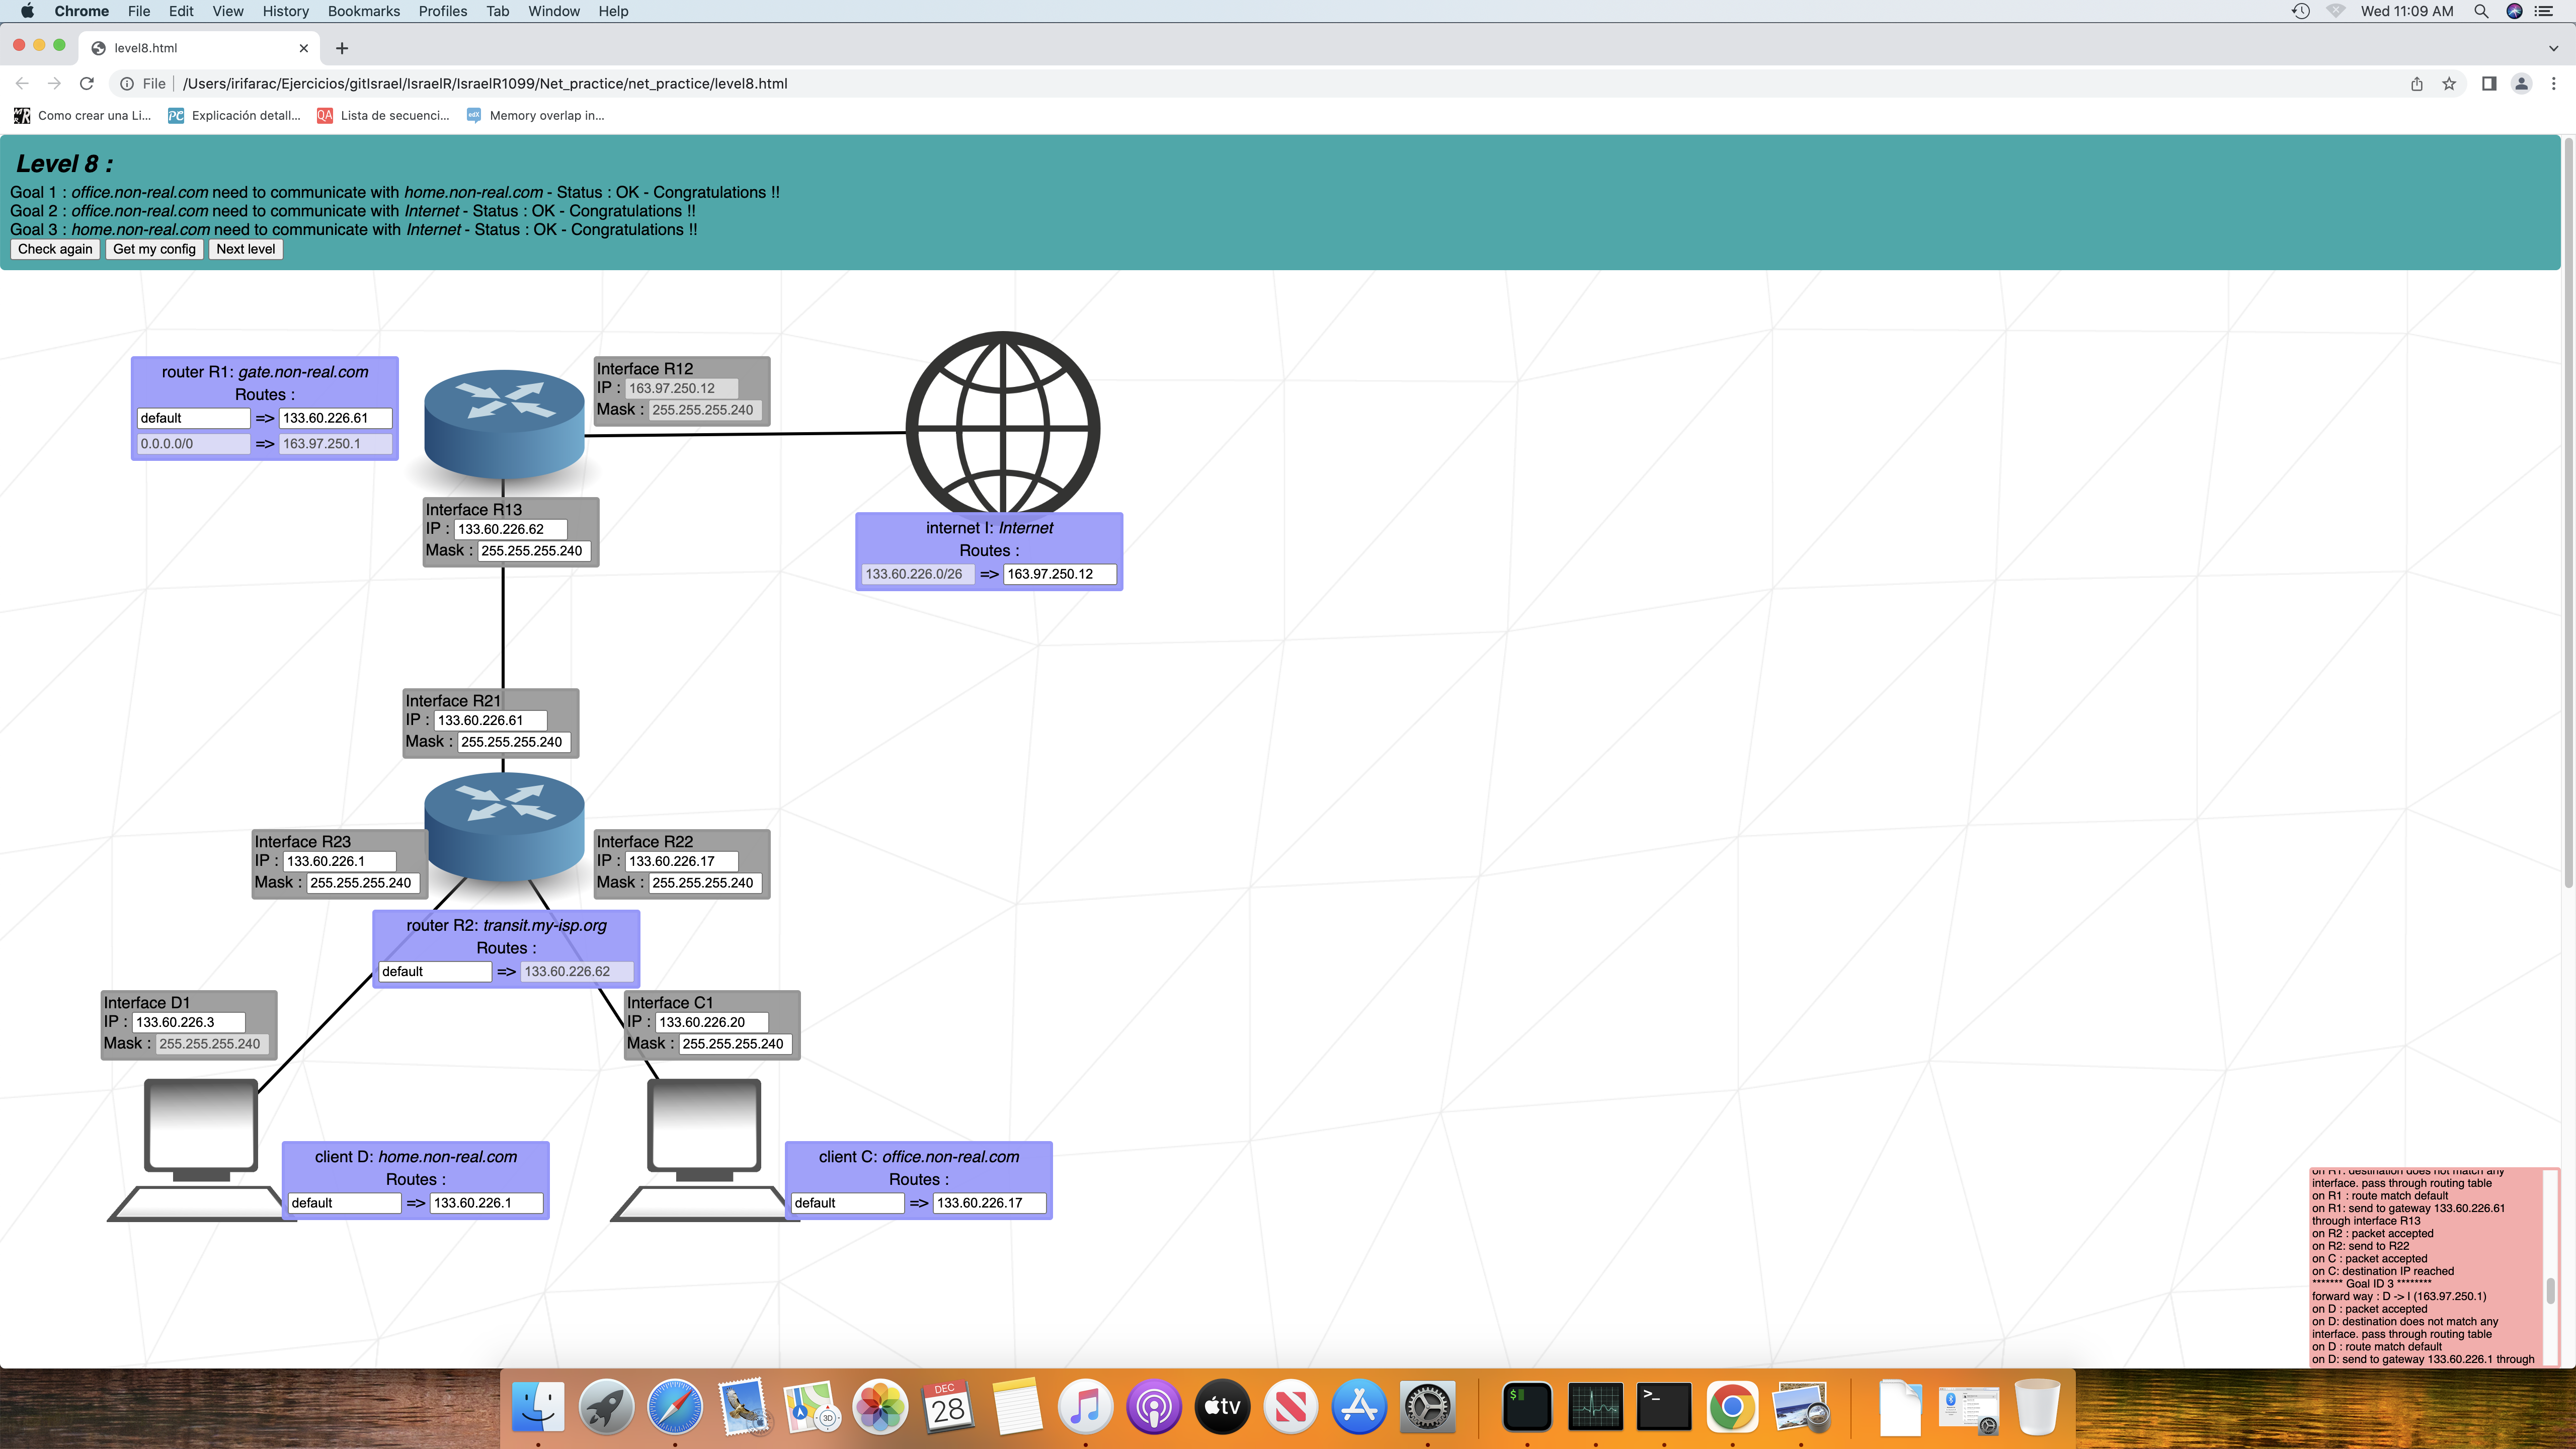 Chrome File Edit View History Bookmarks Profiles Tab Window Help Wed 11:09 AM
level8.html
File /Users/irifarac/Ejercicios/gitIsrael/IsraelR/IsraelR1099/Net_practice/net_practice/level8.html
Como crear una Li... Explicación detall... Lista de secuenci... Memory overlap in...
Level 8 :
Goal 1 : office.non-real.com need to communicate with home.non-real.com - Status : OK - Congratulations !!
Goal 2 : office.non-real.com need to communicate with Internet - Status : OK - Congratulations !!
Goal 3 : home.non-real.com need to communicate with Internet - Status : OK - Congratulations !!
Check again Get my config Next level
router R1: gate.non-real.com
Routes :
default => 133.60.226.61
0.0.0.0/0 => 163.97.250.1
Interface R12
IP : 163.97.250.12
Mask : 255.255.255.240
Interface R13
IP : 133.60.226.62
Mask : 255.255.255.240
internet I: Internet
Routes :
133.60.226.0/26 => 163.97.250.12
Interface R21
IP : 133.60.226.61
Mask : 255.255.255.240
Interface R23
IP : 133.60.226.1
Mask : 255.255.255.240
Interface R22
IP : 133.60.226.17
Mask : 255.255.255.240
router R2: transit.my-isp.org
Routes :
default => 133.60.226.62
Interface D1
IP : 133.60.226.3
Mask : 255.255.255.240
Interface C1
IP : 133.60.226.20
Mask : 255.255.255.240
client D: home.non-real.com
Routes :
default => 133.60.226.1
client C: office.non-real.com
Routes :
default => 133.60.226.17
on R1: destination does not match any
interface. pass through routing table
on R1 : route match default
on R1: send to gateway 133.60.226.61
through interface R13
on R2 : packet accepted
on R2: send to R22
on C : packet accepted
on C: destination IP reached
******* Goal ID 3 ********
forward way : D -> I (163.97.250.1)
on D : packet accepted
on D: destination does not match any
interface. pass through routing table
on D : route match default
on D: send to gateway 133.60.226.1 through
3D
DEC
28
tv
$
>_